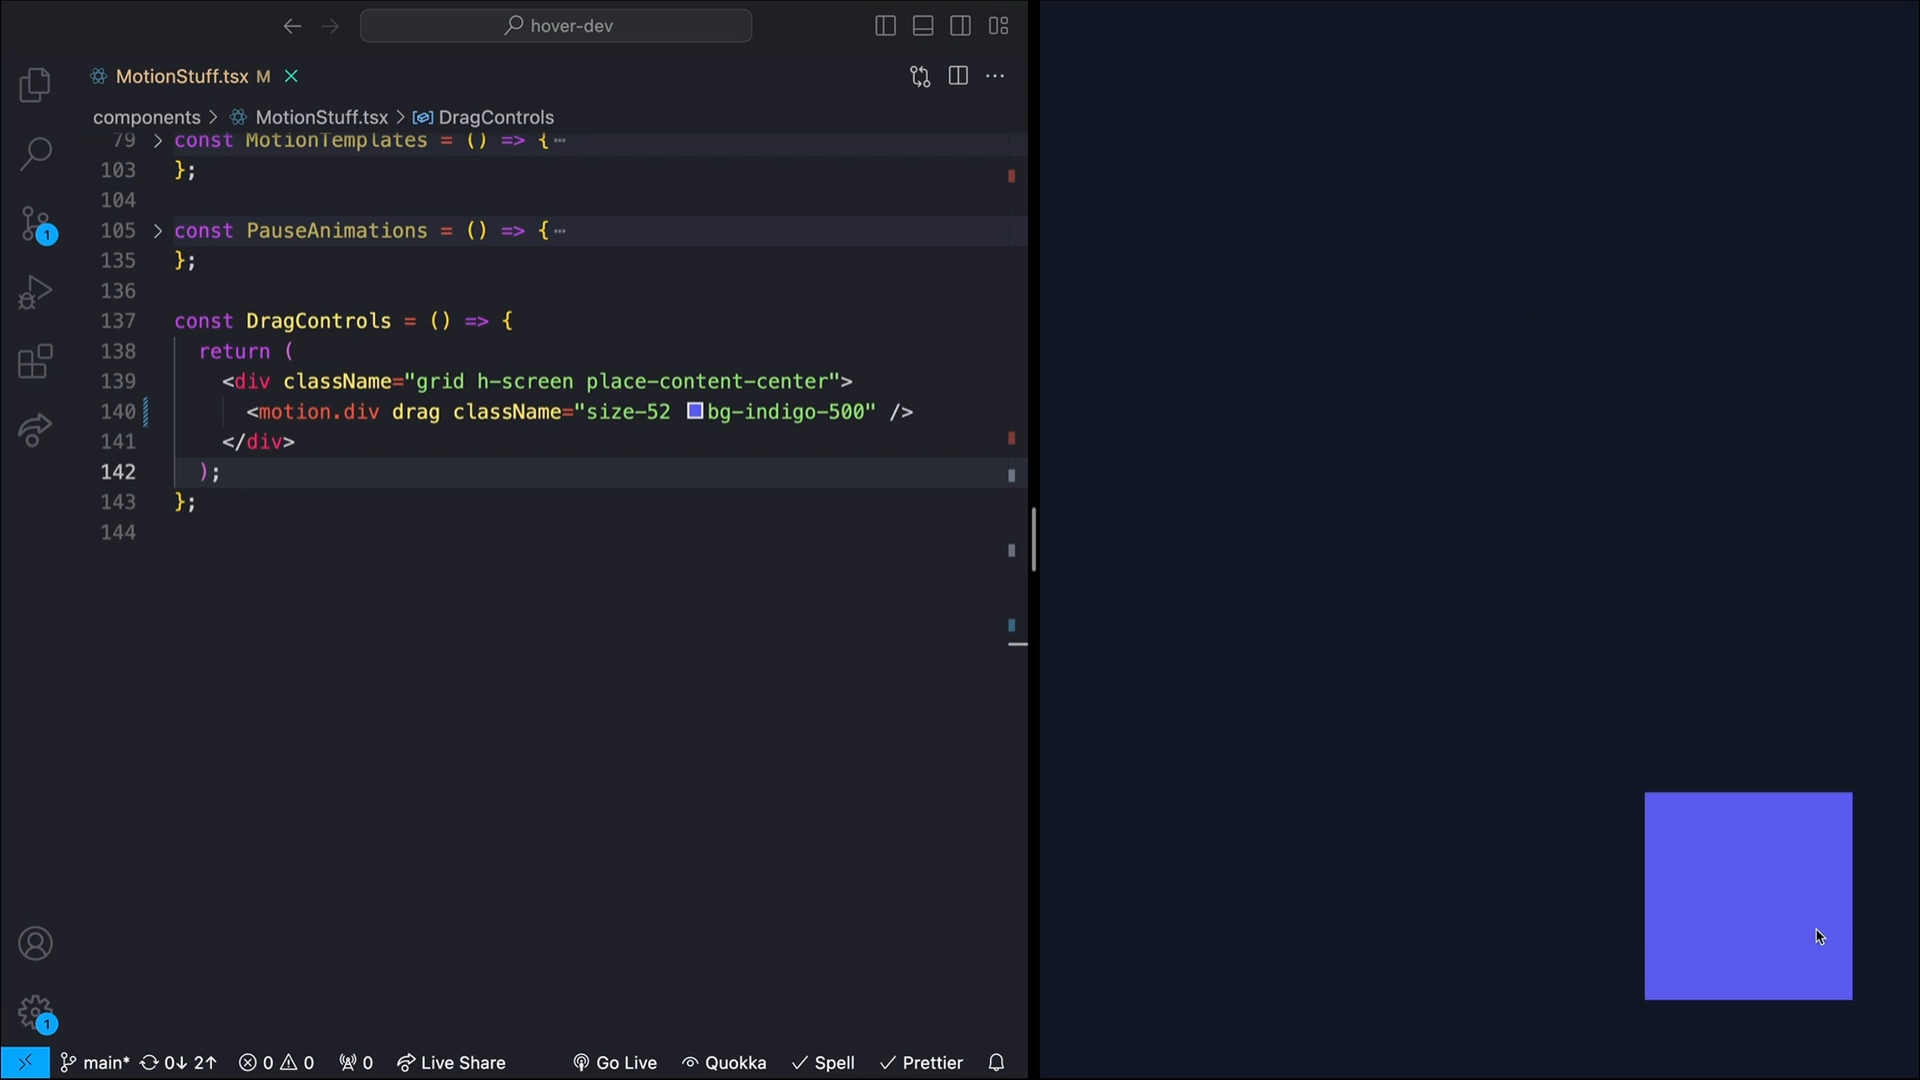 hover-dev
MotionStuff.tsx M
components > MotionStuff.tsx > DragControls
79 const MotionTemplates = () => {⋯
103 };
104
105 const PauseAnimations = () => {⋯
135 };
136
137 const DragControls = () => {
138 return (
139 <div className="grid h-screen place-content-center">
140 <motion.div drag className="size-52 bg-indigo-500" />
141 </div>
142 );
143 };
144
1
1
main* 0↓ 2↑ 0 0 0 Live Share Go Live Quokka Spell Prettier